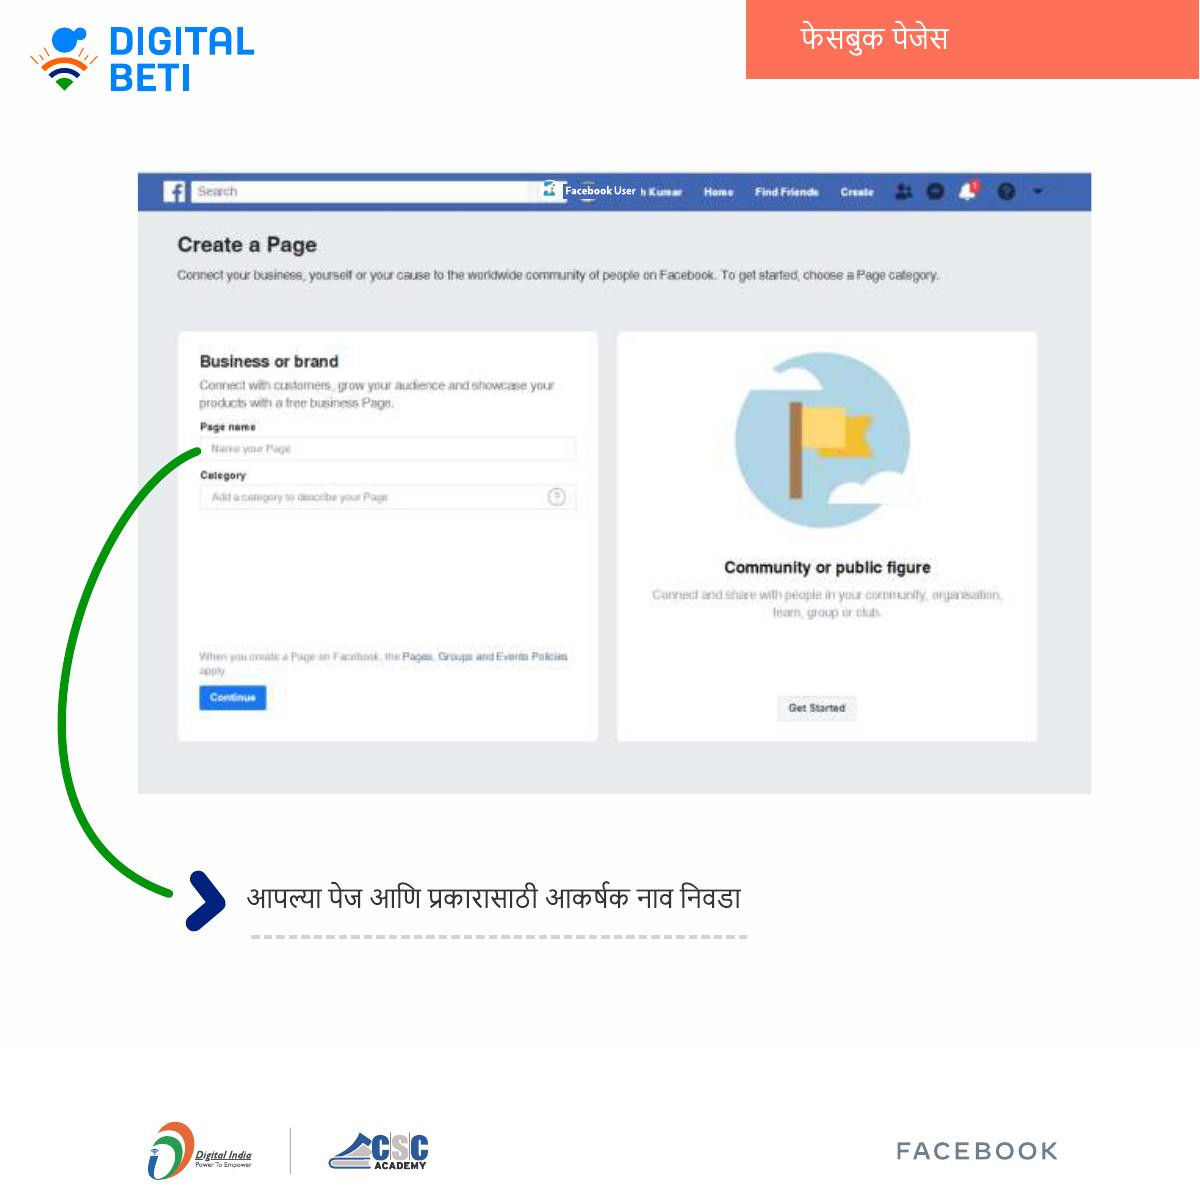 DIGITAL
BETI
फेसबुक पेजेस
Search
Facebook User h Kumar Home Find Friends Create
Create a Page
Connect your business, yourself or your cause to the worldwide community of people on Facebook. To get started, choose a Page category.
Business or brand
Connect with customers, grow your audience and showcase your
products with a free business Page.
Page name
Name your Page
Category
Add a category to describe your Page ?
When you create a Page on Facebook, the Pages, Groups and Events Policies
apply
Continue
Community or public figure
Connect and share with people in your community, organisation,
team, group or club.
Get Started
आपल्या पेज आणि प्रकारासाठी आकर्षक नाव निवडा
Digital India
Power To Empower
CSC
ACADEMY
FACEBOOK